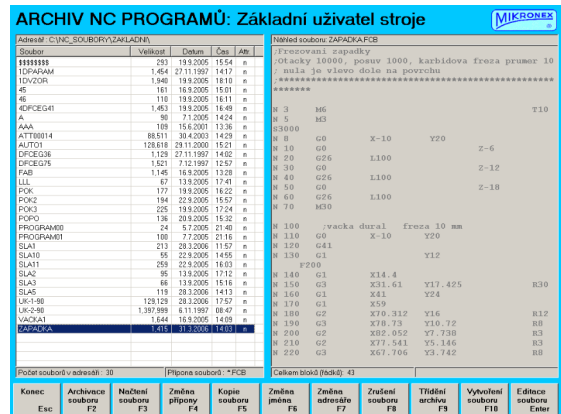 ARCHIV NC PROGRAMŮ: Základní uživatel stroje
MIKRONEX
Adresář: C:\NC_SOUBORY\ZAKLADNI\
Soubor Velikost Datum Čas Attr.
$$$$$$$$ 293 19.9.2005 15:54 n
1DPARAM 1,454 27.11.1997 14:17 n
1DVZOR 1,940 19.9.2005 18:10 n
45 161 16.9.2005 15:01 n
46 110 19.9.2005 16:11 n
4DFCEG41 1,453 19.9.2005 16:49 n
A 90 7.1.2005 14:24 n
AAA 189 15.6.2001 13:36 n
ATT00014 88,511 30.4.2003 14:29 n
AUTO1 128,618 29.11.2000 15:21 n
DFCEG36 1,129 27.11.1997 14:02 n
DFCEG75 1,521 7.12.1997 12:57 n
FAB 1,145 16.9.2005 13:28 n
LLL 67 13.9.2005 17:41 n
POK 177 19.9.2005 16:22 n
POK2 194 22.9.2005 15:57 n
POK3 225 19.9.2005 17:24 n
POPO 136 20.9.2005 15:32 n
PROGRAM00 24 5.7.2005 21:40 n
PROGRAM01 100 7.7.2005 21:16 n
SLA1 213 28.3.2006 11:57 n
SLA10 55 22.9.2005 14:55 n
SLA11 259 22.9.2005 16:03 n
SLA2 95 13.9.2005 17:12 n
SLA3 66 13.9.2005 15:16 n
SLA5 119 28.3.2006 14:13 n
UK-1-90 129,129 28.3.2006 17:57 n
UK-2-90 1,397,999 6.11.1997 08:47 n
VACKA1 1,644 16.9.2005 14:09 n
ZAPADKA 1,415 31.3.2006 14:03 n
Počet souborů v adresáři: 30 Přípona souborů: *.FCB
Náhled souboru: ZAPADKA.FCB
;Frezovani zapadky
;Otacky 10000, posuv 1000, karbidova freza prumer 10
; nula je vlevo dole na povrchu
;***************************************************
*******
N 3 M6 T10
N 5 M3
S3000
N 8 G0 X-10 Y20
N 10 G0 Z-6
N 20 G26 L100
N 30 G0 Z-12
N 40 G26 L100
N 50 G0 Z-18
N 60 G26 L100
N 70 M30
N 100 ;vacka dural freza 10 mm
N 110 G0 X-10 Y20
N 120 G41
N 130 G1 Y12
F200
N 140 G1 X14.4
N 150 G3 X31.61 Y17.425 R30
N 160 G1 X41 Y24
N 170 G1 X59
N 180 G2 X70.312 Y16 R12
N 190 G3 X78.73 Y10.72 R8
N 200 G2 X82.052 Y7.738 R3
N 210 G2 X77.541 Y5.146 R3
N 220 G3 X67.706 Y3.742 R8
Celkem bloků (řádků): 43
Konec Esc
Archivace souboru F2
Načtení souboru F3
Změna přípony F4
Kopie souboru F5
Změna jména F6
Změna adresáře F7
Zrušení souboru F8
Třídění archívu F9
Vytvoření souboru F10
Editace souboru Enter